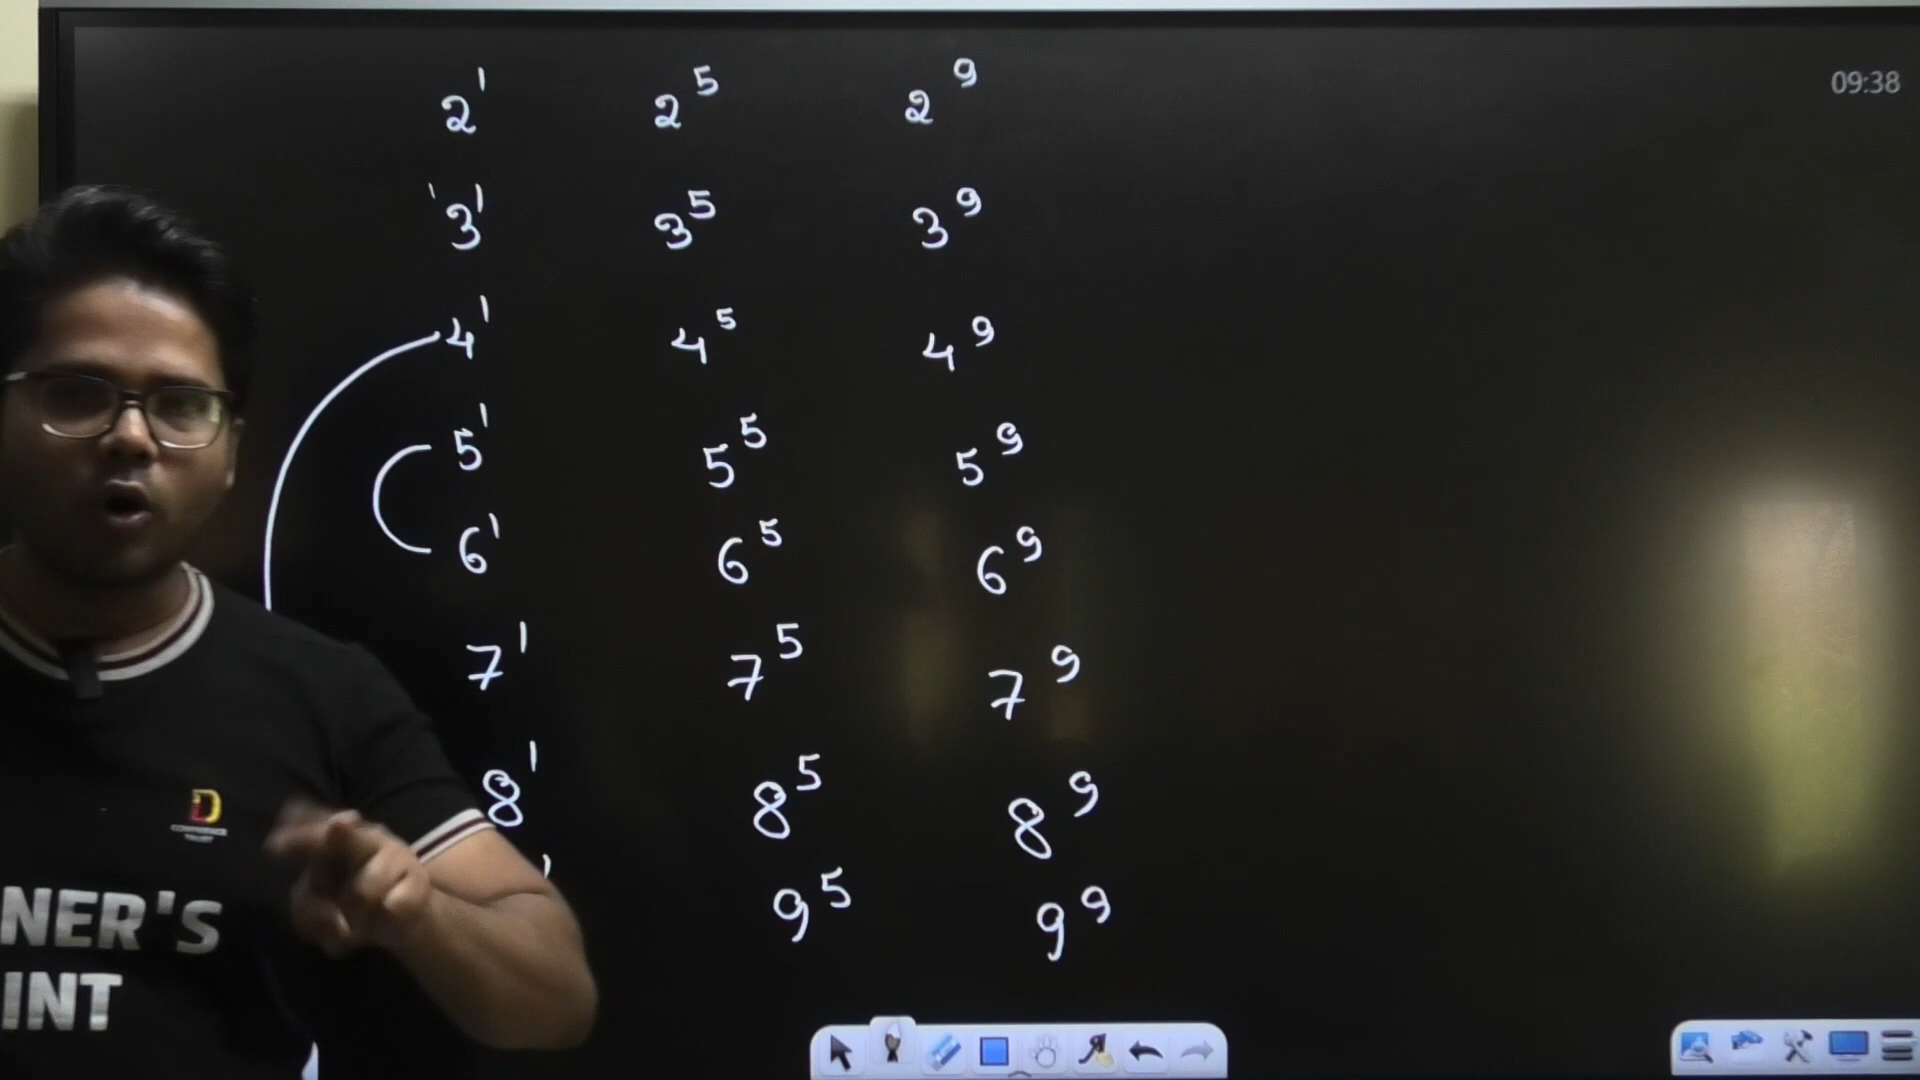 09:38
2¹ 2⁵ 2⁹
3¹ 3⁵ 3⁹
4¹ 4⁵ 4⁹
5¹ 5⁵ 5⁹
6¹ 6⁵ 6⁹
7¹ 7⁵ 7⁹
8¹ 8⁵ 8⁹
9⁵ 9⁹
D
NER'S
INT